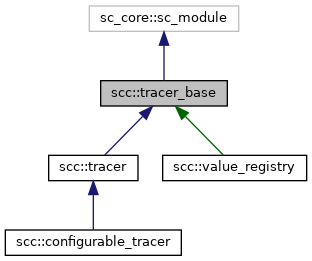 sc_core::sc_module
scc::tracer_base
scc::tracer
scc::value_registry
scc::configurable_tracer